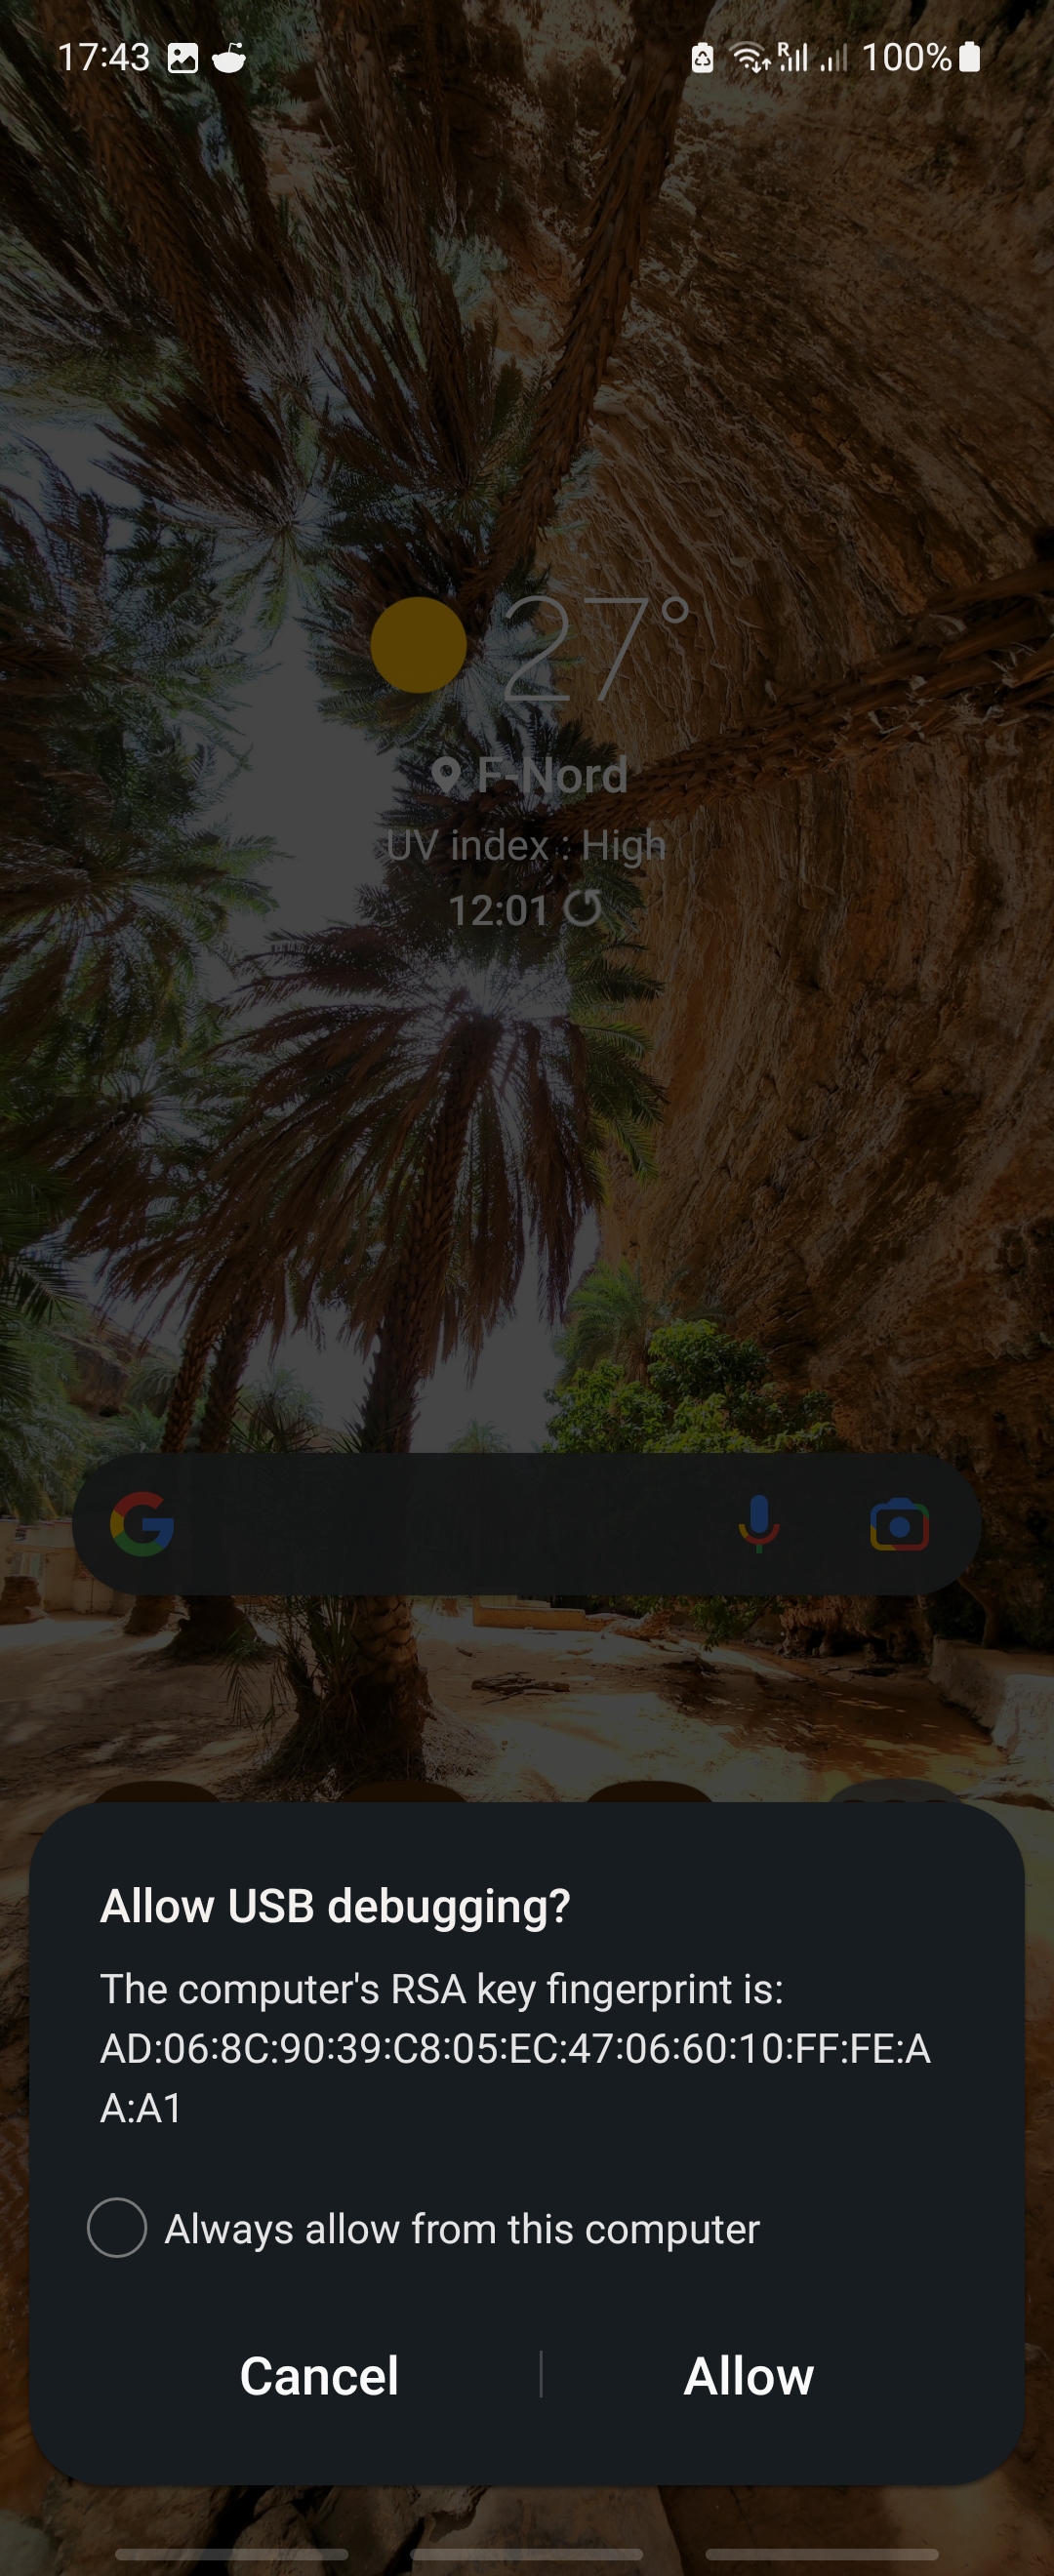 17:43
R 100%
27°
F-Nord
UV index : High
12:01
G
Allow USB debugging?
The computer's RSA key fingerprint is:
AD:06:8C:90:39:C8:05:EC:47:06:60:10:FF:FE:A
A:A1
Always allow from this computer
Cancel
Allow